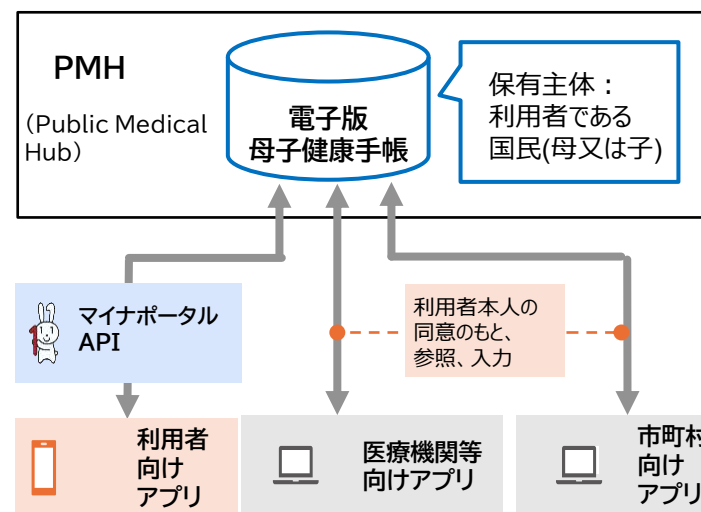 PMH
(Public Medical
Hub)
電子版
母子健康手帳
保有主体：
利用者である
国民(母又は子)
マイナポータル
API
利用者本人の
同意のもと、
参照、入力
利用者
向け
アプリ
医療機関等
向けアプリ
市町村
向け
アプリ